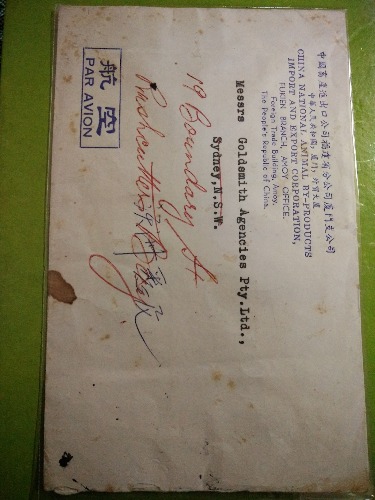 中國畜產進出口公司福建省分公司廈門支公司
中華人民共和國,廈門,外貿大廈
CHINA NATIONAL ANIMAL BY-PRODUCTS
IMPORT AND EXPORT CORPORATION,
FUKIEN BRANCH, AMOY OFFICE.
Foreign Trade Building, Amoy.
The People's Republic of China.
Messrs Goldsmith Agencies Pty.Ltd.,
Sydney,N.S.W.
19 Boundary St
航空
PAR AVION